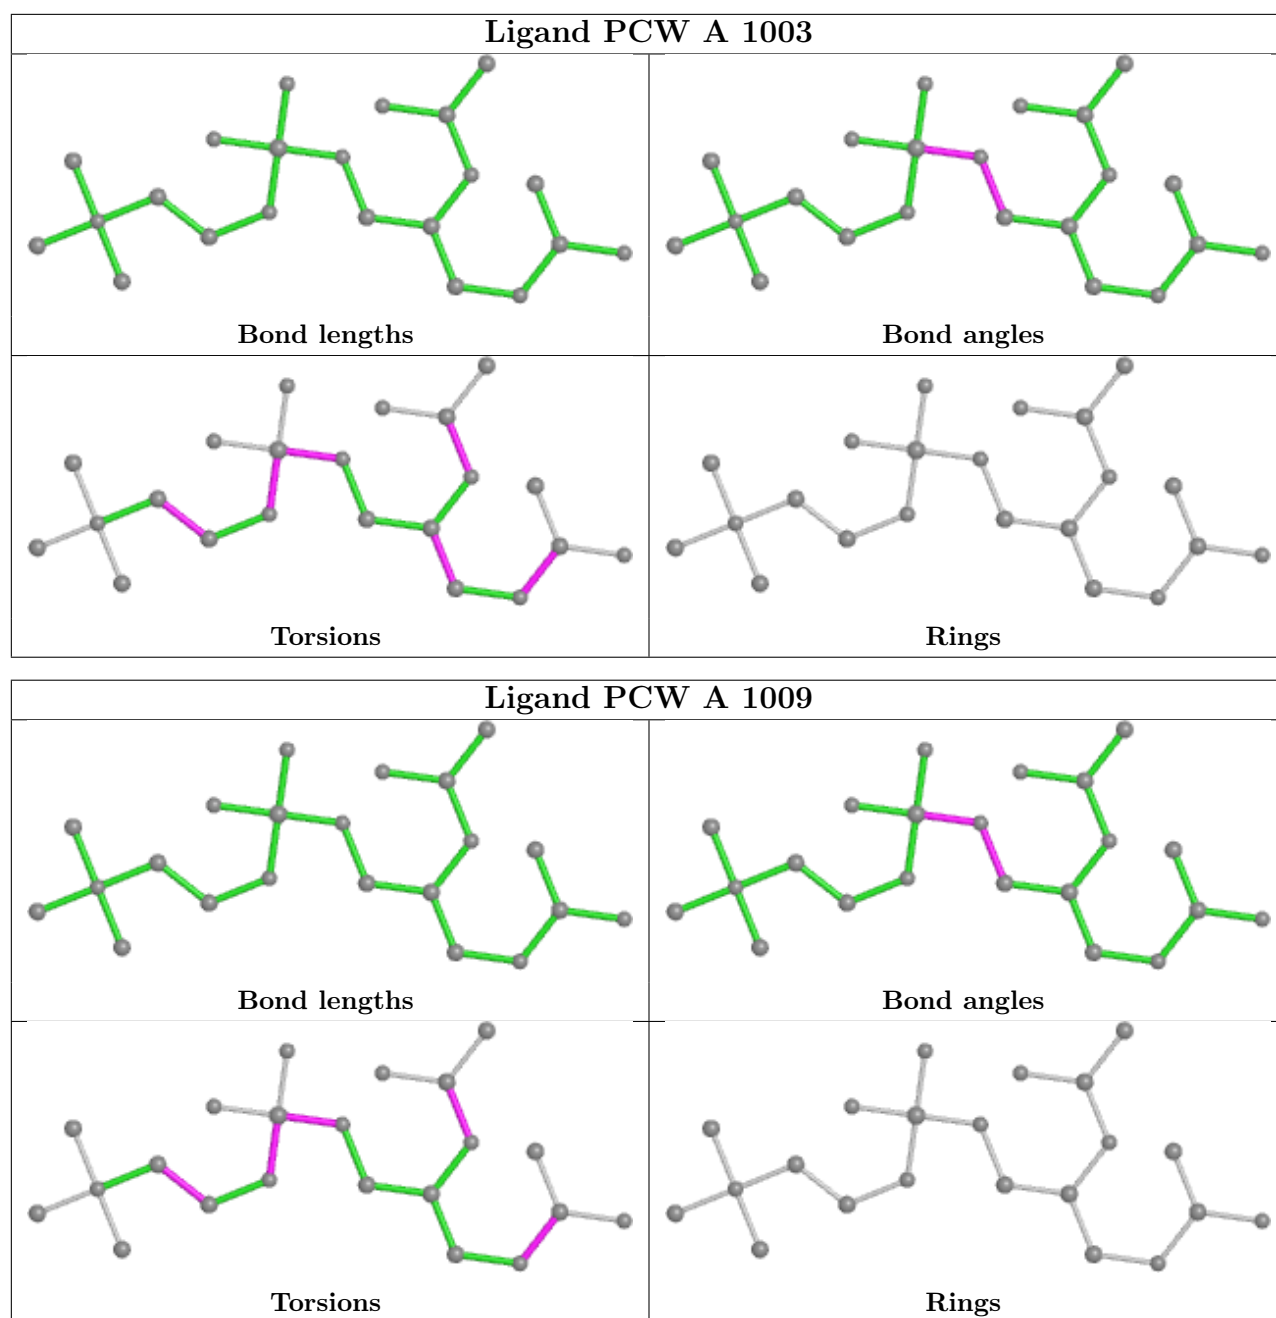 Ligand PCW A 1003
Bond lengths
Bond angles
Torsions
Rings
Ligand PCW A 1009
Bond lengths
Bond angles
Torsions
Rings